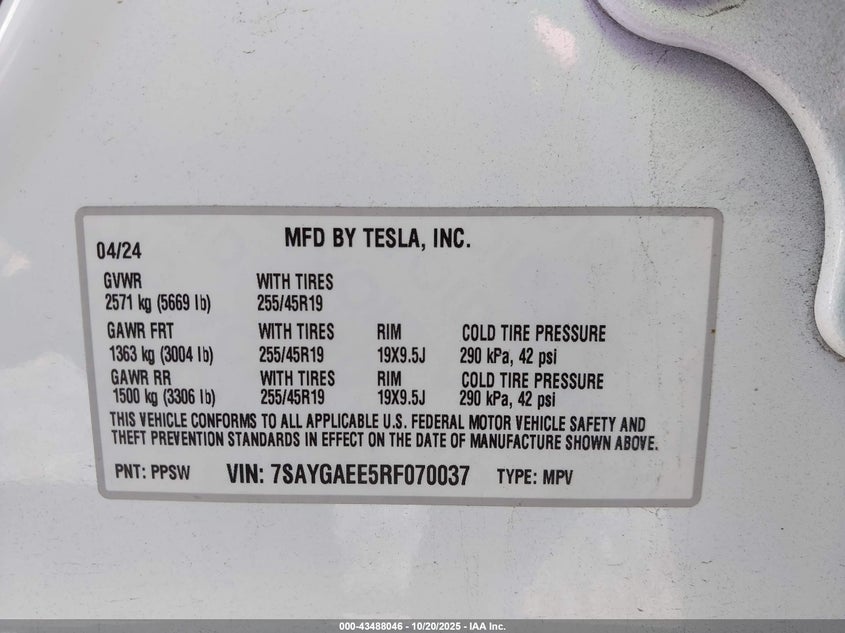 MFD BY TESLA, INC.
04/24
GVWR WITH TIRES
2571 kg (5669 lb) 255/45R19
GAWR FRT WITH TIRES RIM COLD TIRE PRESSURE
1363 kg (3004 lb) 255/45R19 19X9.5J 290 kPa, 42 psi
GAWR RR WITH TIRES RIM COLD TIRE PRESSURE
1500 kg (3306 lb) 255/45R19 19X9.5J 290 kPa, 42 psi
THIS VEHICLE CONFORMS TO ALL APPLICABLE U.S. FEDERAL MOTOR VEHICLE SAFETY AND
THEFT PREVENTION STANDARDS IN EFFECT ON THE DATE OF MANUFACTURE SHOWN ABOVE.
PNT: PPSW VIN: 7SAYGAEE5RF070037 TYPE: MPV
000-43488046 - 10/20/2025 - IAA Inc.